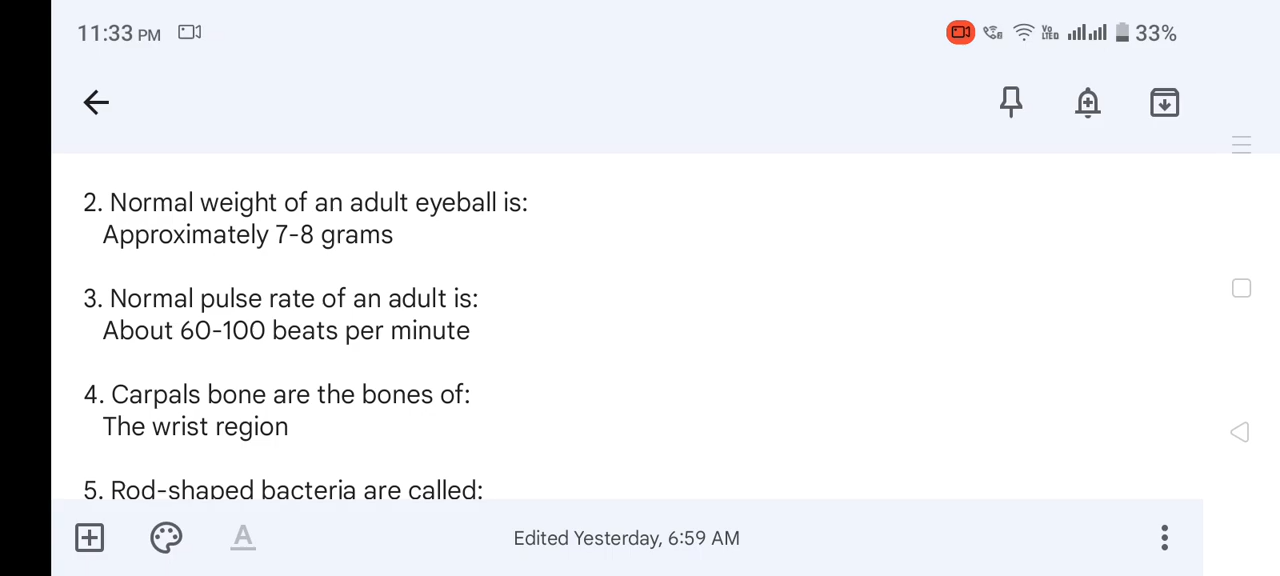 11:33 PM
Vo LTE 33%
2. Normal weight of an adult eyeball is:
Approximately 7-8 grams
3. Normal pulse rate of an adult is:
About 60-100 beats per minute
4. Carpals bone are the bones of:
The wrist region
5. Rod-shaped bacteria are called:
A
Edited Yesterday, 6:59 AM